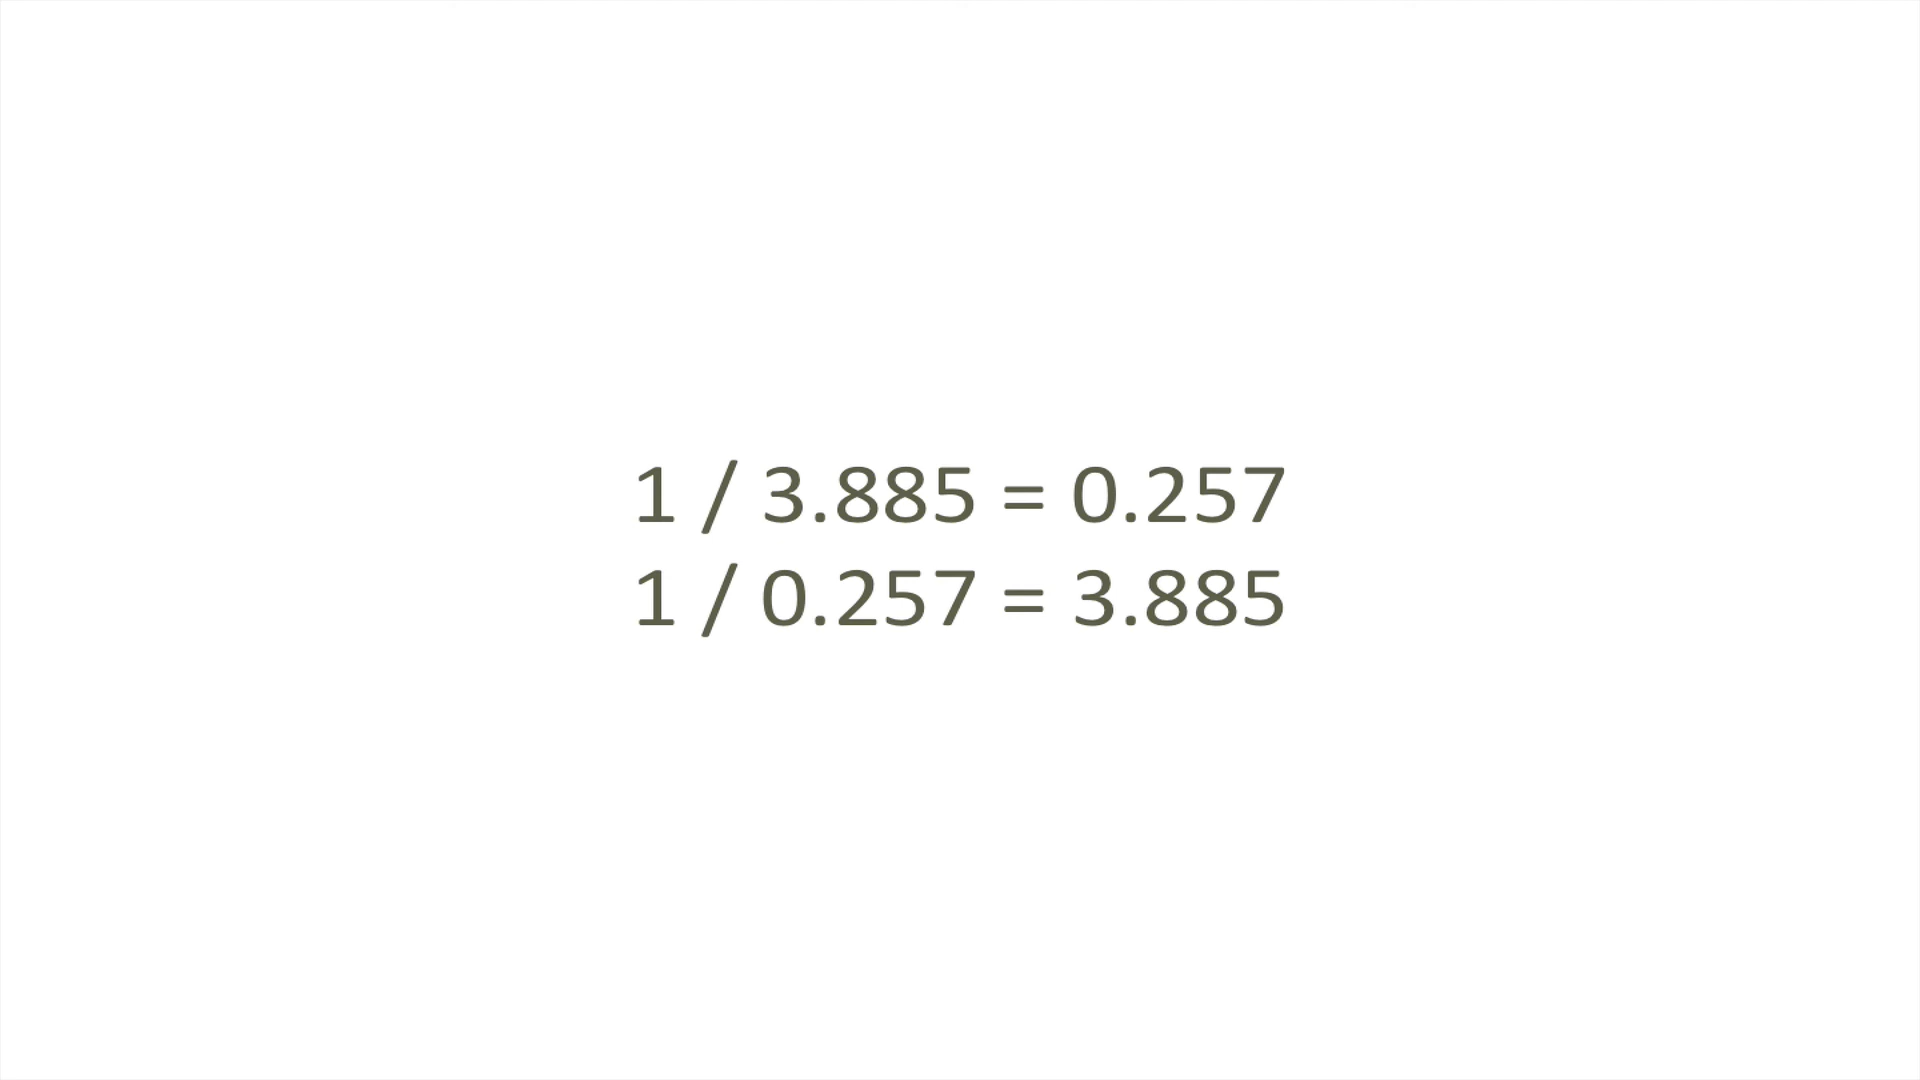 1 / 3.885 = 0.257
1 / 0.257 = 3.885